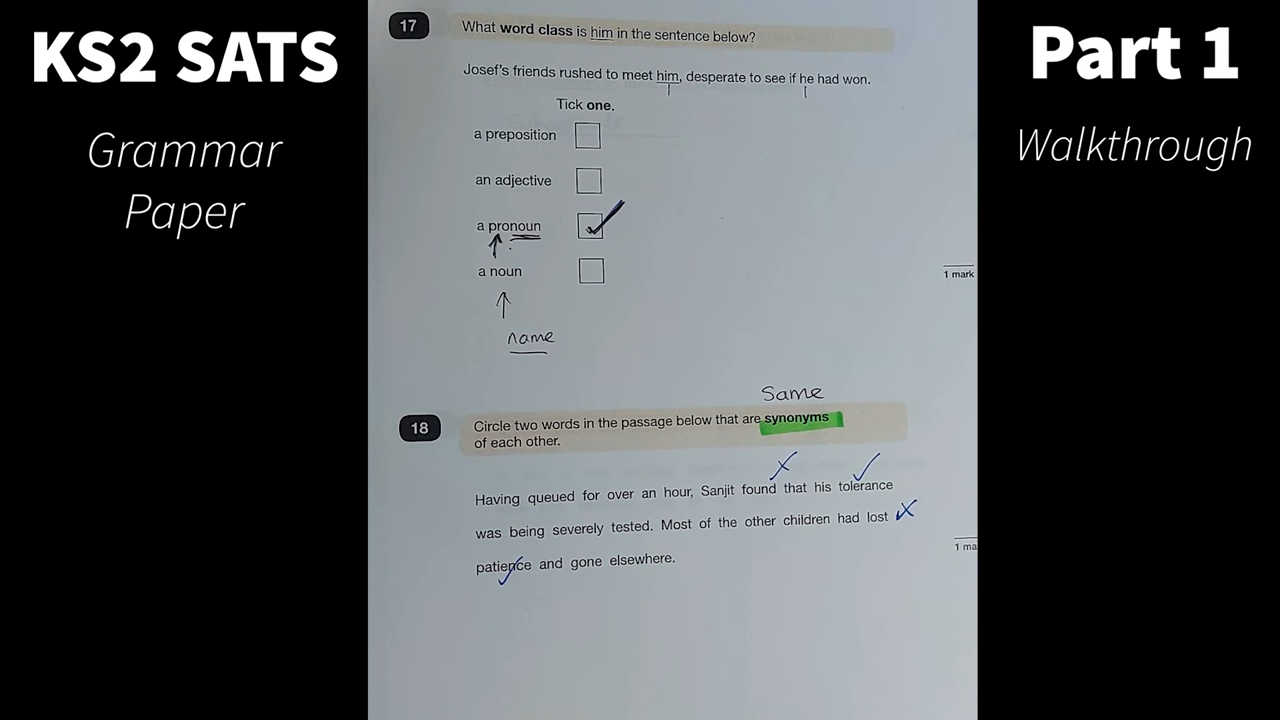 KS2 SATS
Grammar
Paper
17
What word class is him in the sentence below?
Josef's friends rushed to meet him, desperate to see if he had won.
Tick one.
a preposition
an adjective
a pronoun
a noun
name
1 mark
Same
18
Circle two words in the passage below that are synonyms
of each other.
Having queued for over an hour, Sanjit found that his tolerance
was being severely tested. Most of the other children had lost
patience and gone elsewhere.
1 ma
Part 1
Walkthrough